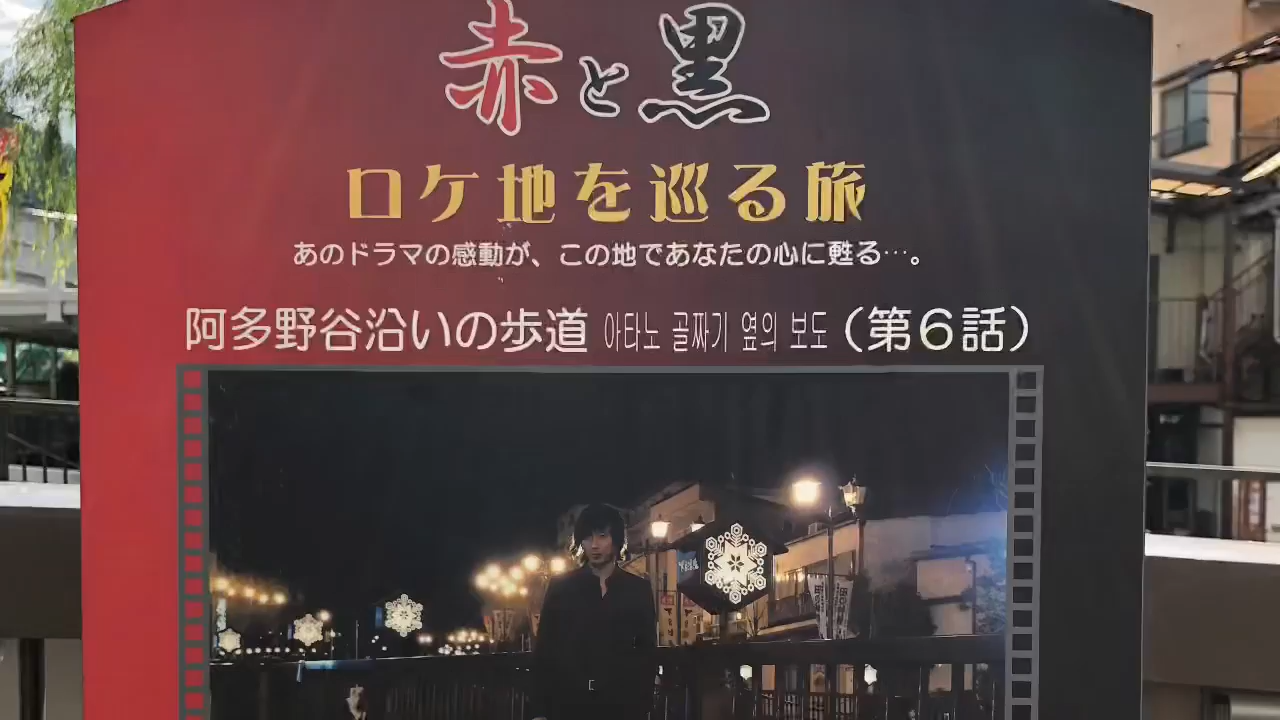 赤と黒
ロケ地を巡る旅
あのドラマの感動が、この地であなたの心に甦る…。
阿多野谷沿いの歩道 아타노 골짜기 옆의 보도（第６話）